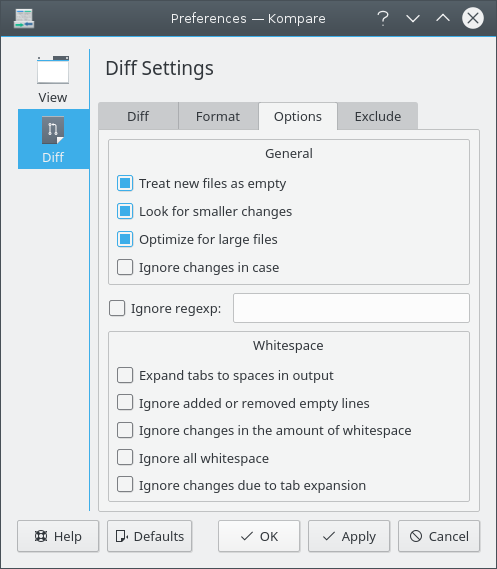 Preferences — Kompare
View
Diff
Diff Settings
Diff Format Options Exclude
General
Treat new files as empty
Look for smaller changes
Optimize for large files
Ignore changes in case
Ignore regexp:
Whitespace
Expand tabs to spaces in output
Ignore added or removed empty lines
Ignore changes in the amount of whitespace
Ignore all whitespace
Ignore changes due to tab expansion
Help Defaults OK Apply Cancel